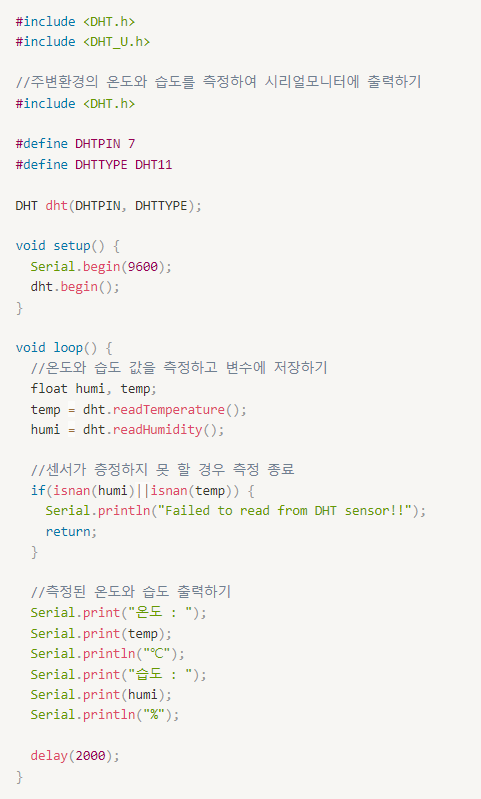 #include <DHT.h>
#include <DHT_U.h>

//주변환경의 온도와 습도를 측정하여 시리얼모니터에 출력하기
#include <DHT.h>

#define DHTPIN 7
#define DHTTYPE DHT11

DHT dht(DHTPIN, DHTTYPE);

void setup() {
  Serial.begin(9600);
  dht.begin();
}

void loop() {
  //온도와 습도 값을 측정하고 변수에 저장하기
  float humi, temp;
  temp = dht.readTemperature();
  humi = dht.readHumidity();

  //센서가 층정하지 못 할 경우 측정 종료
  if(isnan(humi)||isnan(temp)) {
    Serial.println("Failed to read from DHT sensor!!");
    return;
  }

  //측정된 온도와 습도 출력하기
  Serial.print("온도 : ");
  Serial.print(temp);
  Serial.println("℃");
  Serial.print("습도 : ");
  Serial.print(humi);
  Serial.println("%");

  delay(2000);
}